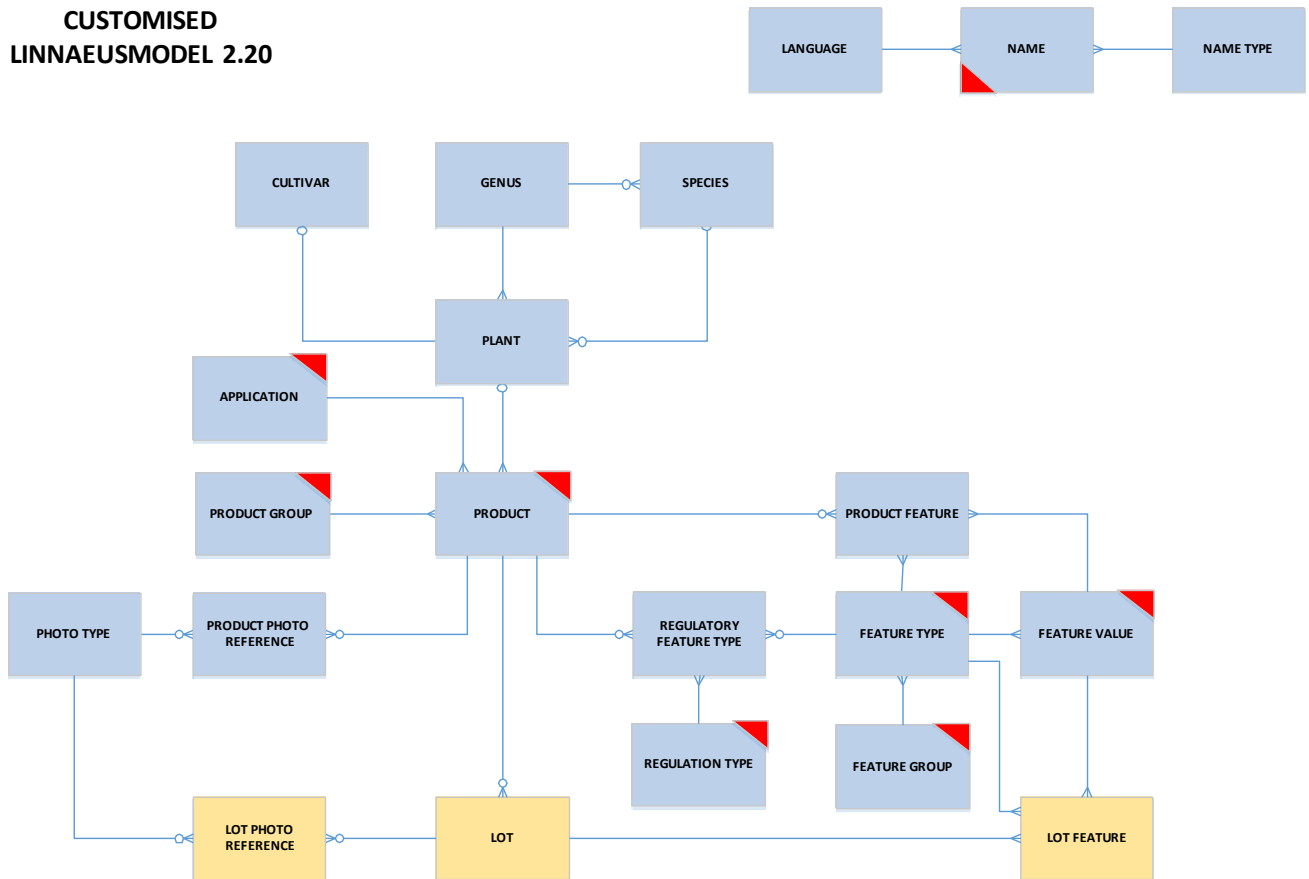 CUSTOMISED
LINNAEUSMODEL 2.20
LANGUAGE
NAME
NAME TYPE
CULTIVAR
GENUS
SPECIES
PLANT
APPLICATION
PRODUCT GROUP
PRODUCT
PRODUCT FEATURE
PHOTO TYPE
PRODUCT PHOTO
REFERENCE
REGULATORY
FEATURE TYPE
FEATURE TYPE
FEATURE VALUE
REGULATION TYPE
FEATURE GROUP
LOT PHOTO
REFERENCE
LOT
LOT FEATURE